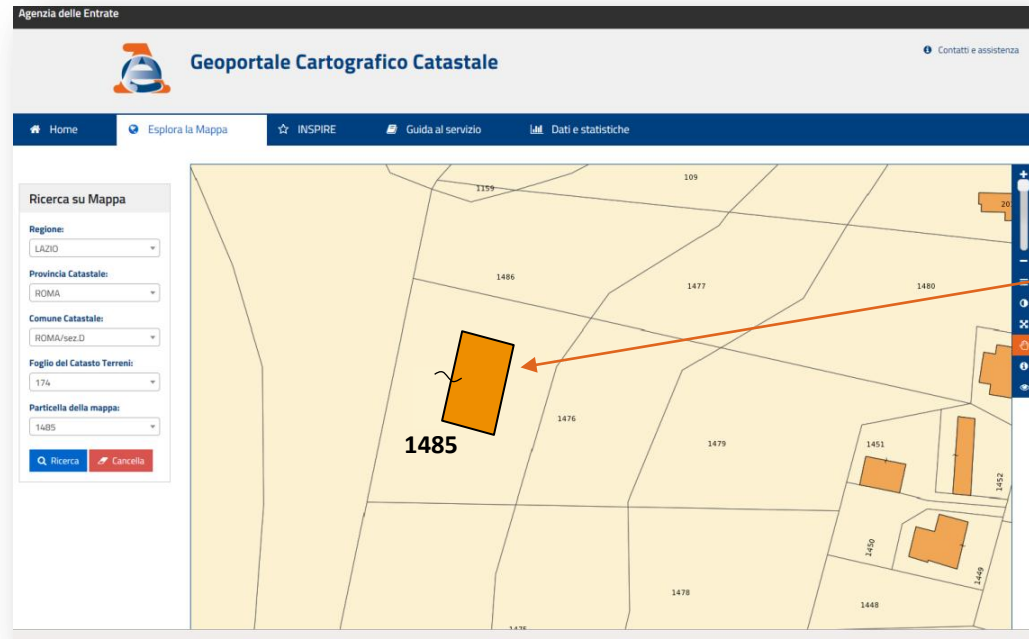 Agenzia delle Entrate
Geoportale Cartografico Catastale
Contatti e assistenza
Home
Esplora la Mappa
INSPIRE
Guida al servizio
Dati e statistiche
Ricerca su Mappa
Regione:
LAZIO
Provincia Catastale:
ROMA
Comune Catastale:
ROMA/sez.D
Foglio del Catasto Terreni:
174
Particella della mappa:
1485
Ricerca
Cancella
1159
109
1486
1477
1480
1485
1476
1479
1451
1452
1450
1449
1478
1448